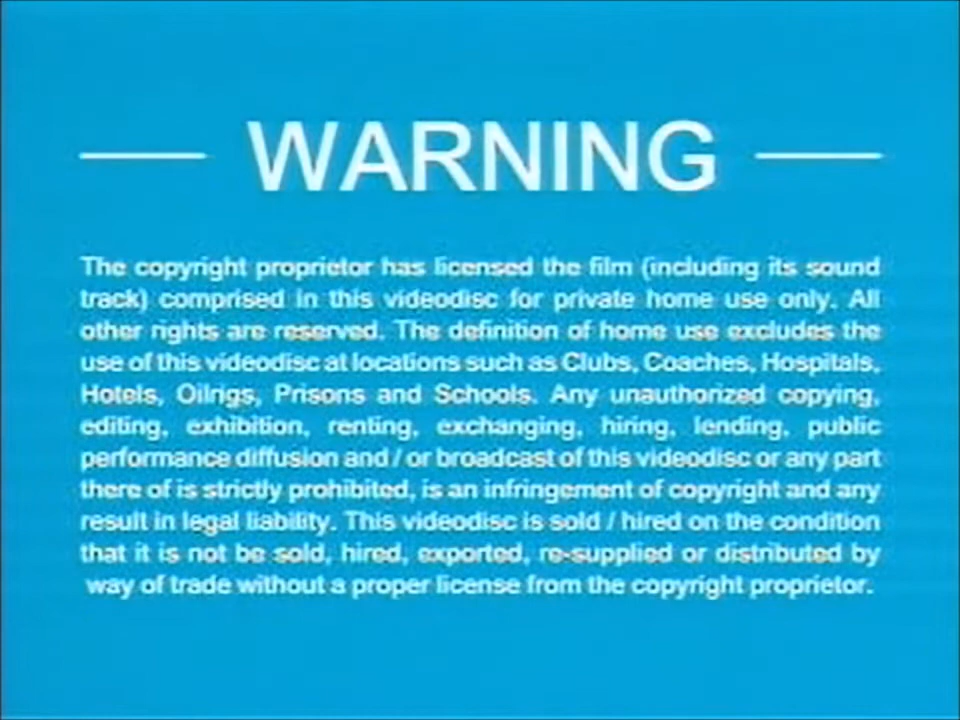 WARNING
The copyright proprietor has licensed the film (including its sound
track) comprised in this videodisc for private home use only. All
other rights are reserved. The definition of home use excludes the
use of this videodisc at locations such as Clubs, Coaches, Hospitals,
Hotels, Oilrigs, Prisons and Schools. Any unauthorized copying,
editing, exhibition, renting, exchanging, hiring, lending, public
performance diffusion and / or broadcast of this videodisc or any part
there of is strictly prohibited, is an infringement of copyright and any
result in legal liability. This videodisc is sold / hired on the condition
that it is not be sold, hired, exported, re-supplied or distributed by
way of trade without a proper license from the copyright proprietor.